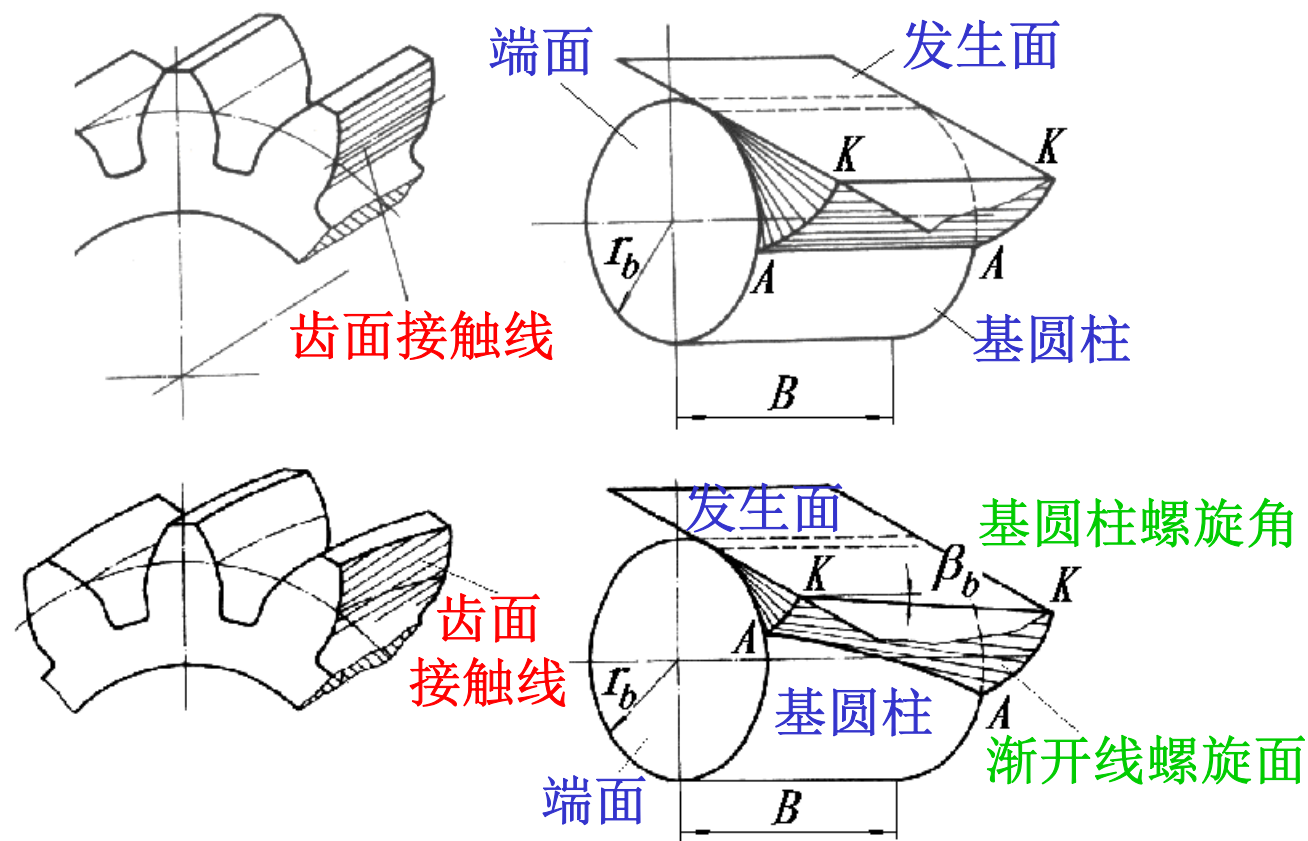 端面
发生面
K
K
r_b
A
A
齿面接触线
基圆柱
B
发生面
基圆柱螺旋角
β_b
K
K
齿面
接触线
A
r_b
基圆柱
A
渐开线螺旋面
端面
B